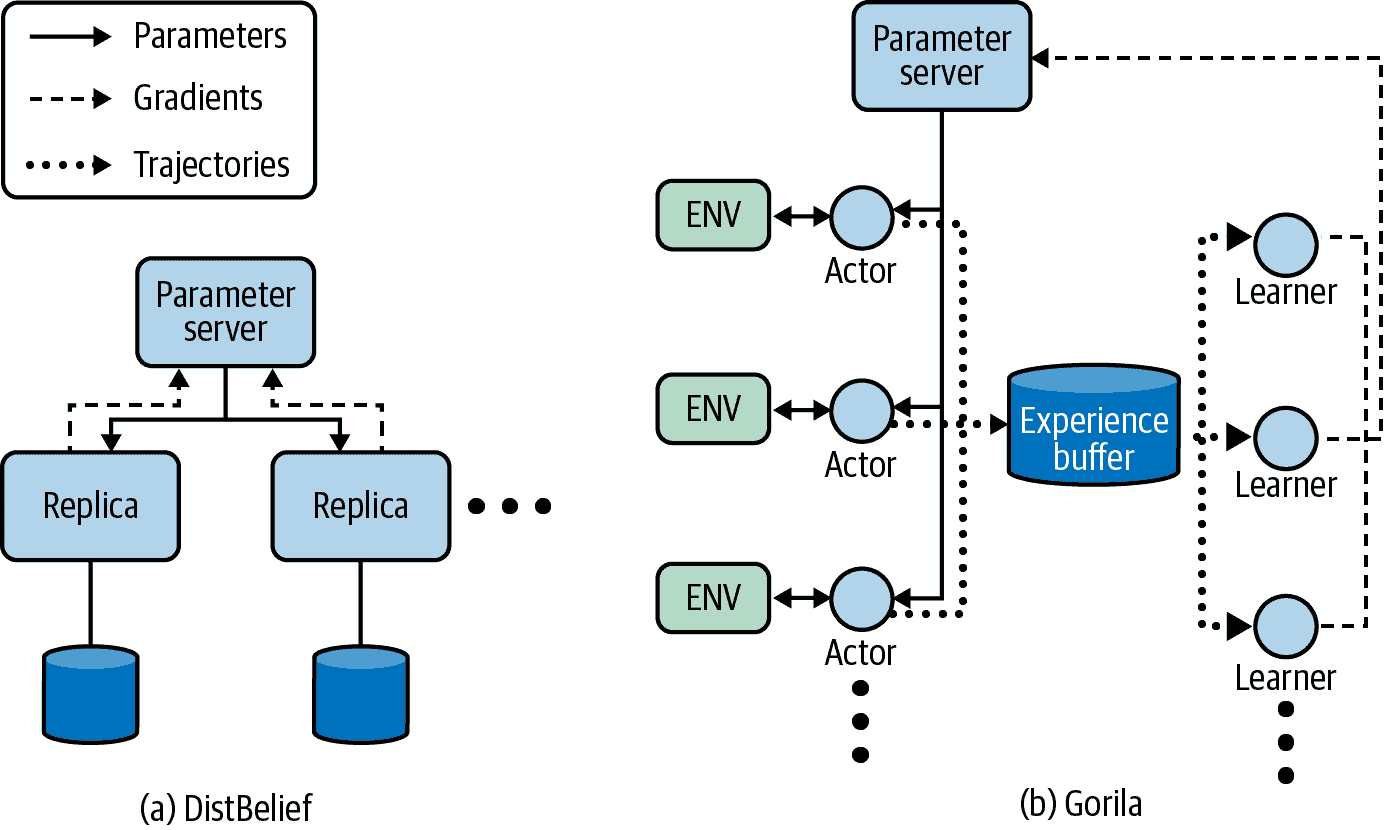 Parameters
Gradients
Trajectories
Parameter
server
Replica
Replica
(a) DistBelief
Parameter
server
ENV
Actor
ENV
Actor
ENV
Actor
Experience
buffer
Learner
Learner
Learner
(b) Gorila